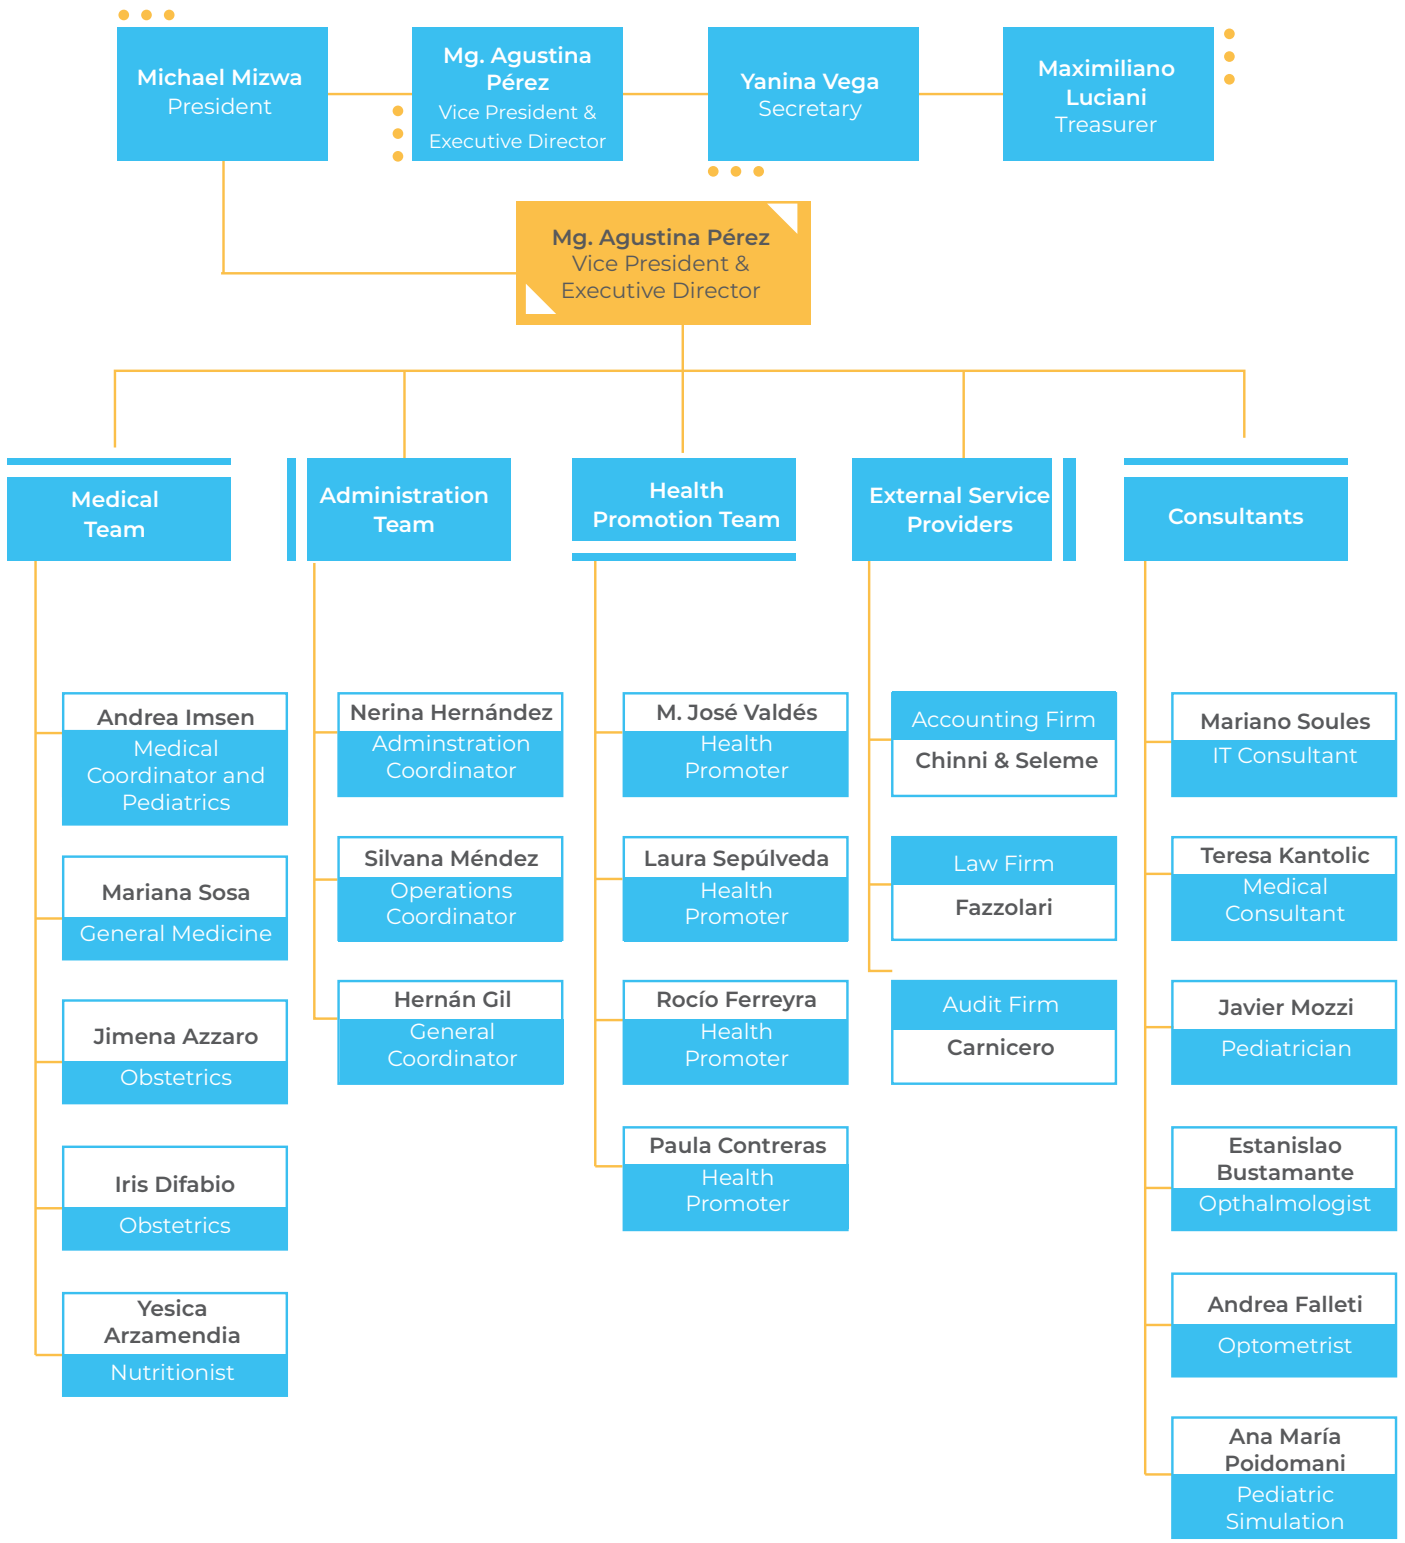 Michael Mizwa
President
Mg. Agustina
Pérez
Vice President &
Executive Director
Yanina Vega
Secretary
Maximiliano
Luciani
Treasurer
Mg. Agustina Pérez
Vice President &
Executive Director
Medical
Team
Administration
Team
Health
Promotion Team
External Service
Providers
Consultants
Andrea Imsen
Medical
Coordinator and
Pediatrics
Mariana Sosa
General Medicine
Jimena Azzaro
Obstetrics
Iris Difabio
Obstetrics
Yesica
Arzamendia
Nutritionist
Nerina Hernández
Adminstration
Coordinator
Silvana Méndez
Operations
Coordinator
Hernán Gil
General
Coordinator
M. José Valdés
Health
Promoter
Laura Sepúlveda
Health
Promoter
Rocío Ferreyra
Health
Promoter
Paula Contreras
Health
Promoter
Accounting Firm
Chinni & Seleme
Law Firm
Fazzolari
Audit Firm
Carnicero
Mariano Soules
IT Consultant
Teresa Kantolic
Medical
Consultant
Javier Mozzi
Pediatrician
Estanislao
Bustamante
Opthalmologist
Andrea Falleti
Optometrist
Ana María
Poidomani
Pediatric
Simulation